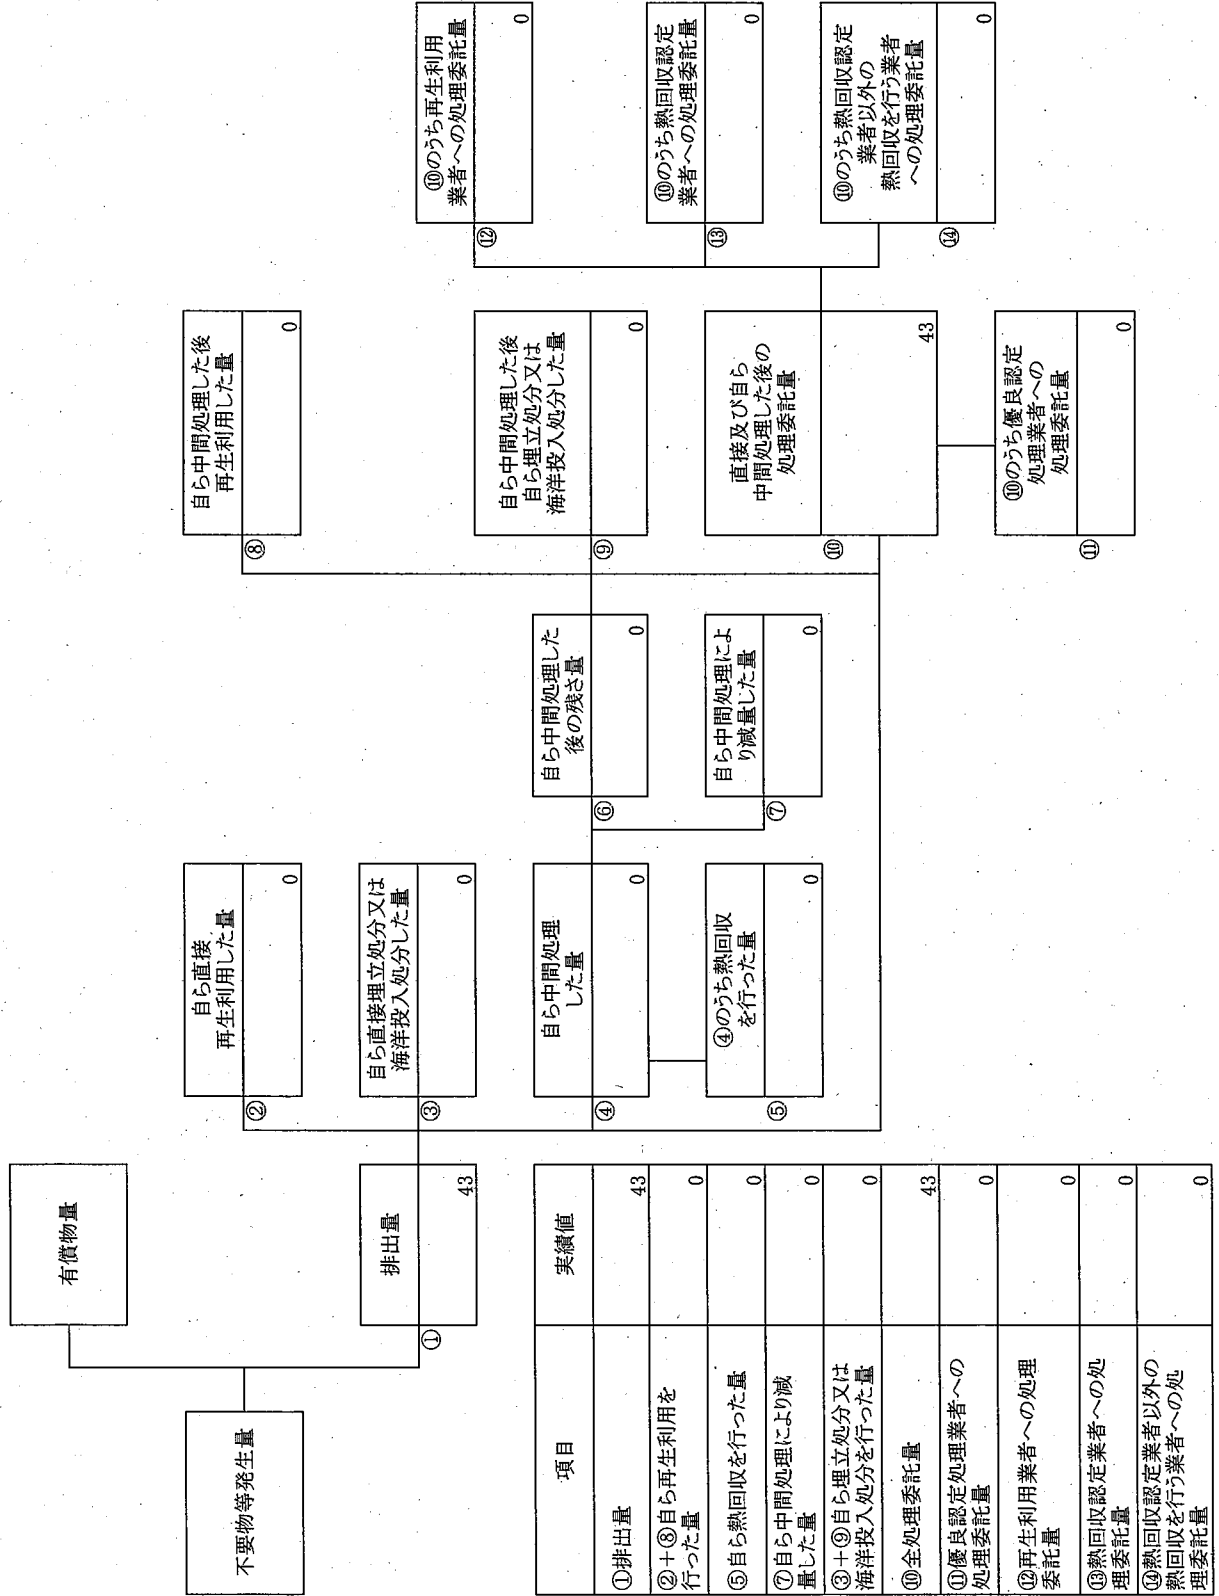 不要物等発生量
有償物量
①
排出量
43
②
自ら直接
再生利用した量
0
③
自ら直接埋立処分又は
海洋投入処分した量
0
④
自ら中間処理
した量
0
⑤
④のうち熱回収
を行った量
0
⑥
自ら中間処理した
後の残さ量
0
⑦
自ら中間処理によ
り減量した量
0
⑧
自ら中間処理した後
再生利用した量
0
⑨
自ら中間処理した後
自ら埋立処分又は
海洋投入処分した量
0
⑩
直接及び自ら
中間処理した後の
処理委託量
43
⑪
⑩のうち優良認定
処理業者への
処理委託量
0
⑫
⑩のうち再生利用
業者への処理委託量
0
⑬
⑩のうち熱回収認定
業者への処理委託量
0
⑭
⑩のうち熱回収認定
業者以外の
熱回収を行う業者
への処理委託量
0
項目 実績値
①排出量 43
②+⑧自ら再生利用を
行った量 0
⑤自ら熱回収を行った量 0
⑦自ら中間処理により減
量した量 0
③+⑨自ら埋立処分又は
海洋投入処分を行った量 0
⑩全処理委託量 43
⑪優良認定処理業者への
処理委託量 0
⑫再生利用業者への処理
委託量 0
⑬熱回収認定業者への処
理委託量 0
⑭熱回収認定業者以外の
熱回収を行う業者への処
理委託量 0